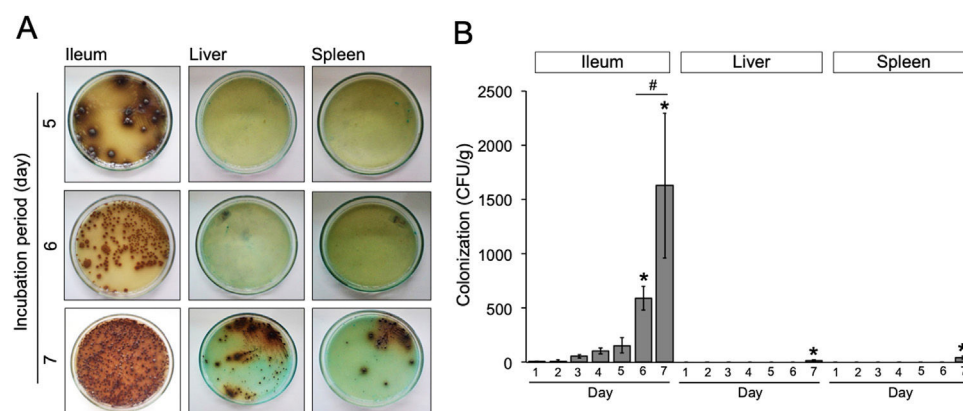 A
Ileum Liver Spleen
Incubation period (day)
5
6
7
B
Ileum Liver Spleen
Colonization (CFU/g)
2500
2000
1500
1000
500
0
#
*
*
*
*
1 2 3 4 5 6 7 1 2 3 4 5 6 7 1 2 3 4 5 6 7
Day Day Day